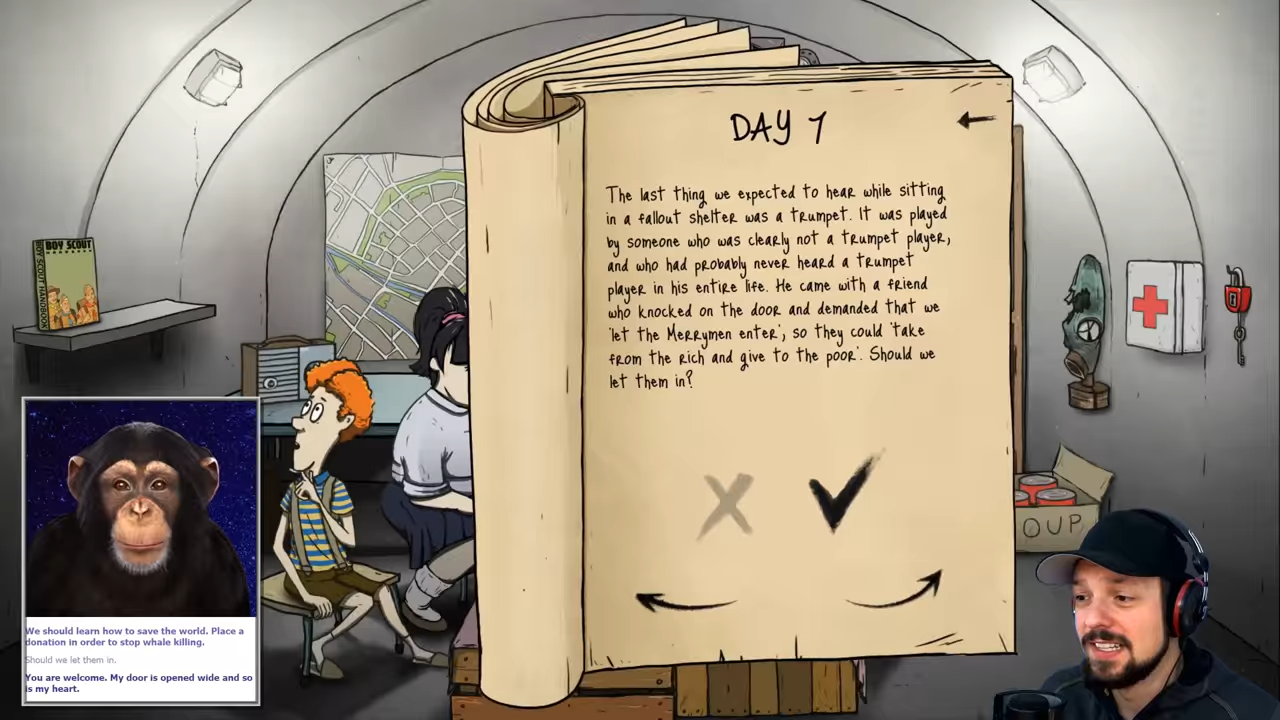 DAY 7
The last thing we expected to hear while sitting
in a fallout shelter was a trumpet. It was played
by someone who was clearly not a trumpet player,
and who had probably never heard a trumpet
player in his entire life. He came with a friend
who knocked on the door and demanded that we
'let the Merrymen enter', so they could 'take
from the rich and give to the poor'. Should we
let them in?
BOY SCOUT
BOY SCOUT HANDBOOK
OUP
We should learn how to save the world. Place a
donation in order to stop whale killing.
Should we let them in.
You are welcome. My door is opened wide and so
is my heart.